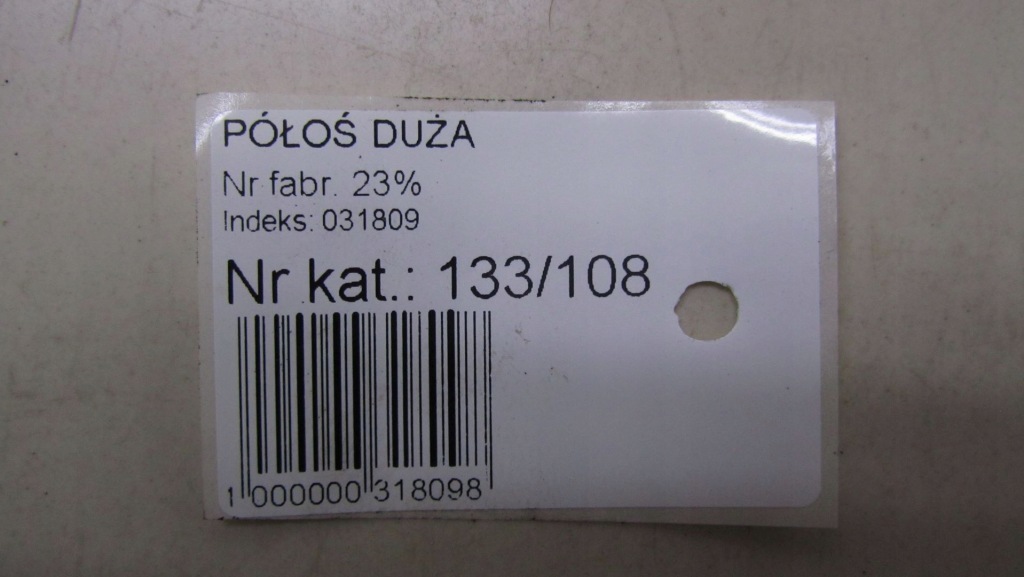 PÓŁOŚ DUŻA
Nr fabr. 23%
Indeks: 031809
Nr kat.: 133/108
1 000000 318098